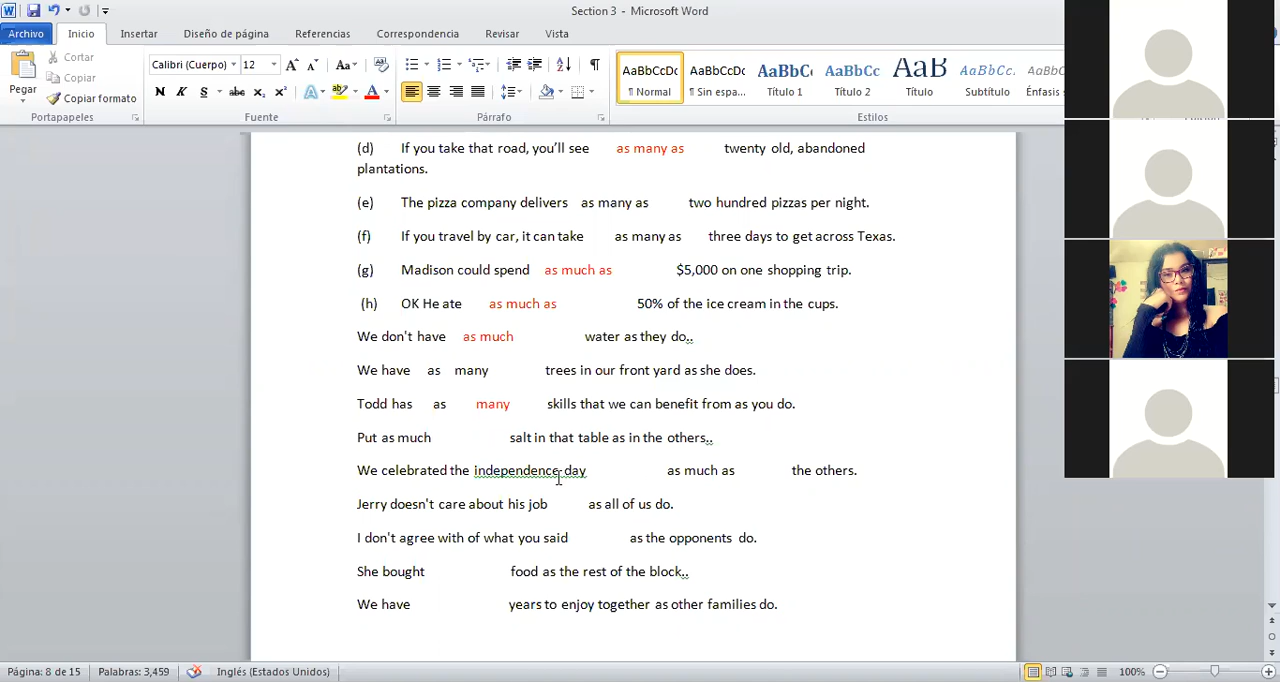 Section 3 - Microsoft Word
Archivo Inicio Insertar Diseño de página Referencias Correspondencia Revisar Vista
Pegar Cortar
Copiar
Copiar formato
Portapapeles
Calibri (Cuerpo) 12
N K S abc x₂ x²
Fuente
Párrafo
AaBbCcDc AaBbCcDc AaBbC AaBbCc AaB AaBbCc. AaBbC
¶ Normal ¶ Sin espa... Título 1 Título 2 Título Subtítulo Énfasis
Estilos
(d) If you take that road, you'll see as many as twenty old, abandoned
plantations.
(e) The pizza company delivers as many as two hundred pizzas per night.
(f) If you travel by car, it can take as many as three days to get across Texas.
(g) Madison could spend as much as $5,000 on one shopping trip.
(h) OK He ate as much as 50% of the ice cream in the cups.
We don't have as much water as they do..
We have as many trees in our front yard as she does.
Todd has as many skills that we can benefit from as you do.
Put as much salt in that table as in the others..
We celebrated the independence day as much as the others.
Jerry doesn't care about his job as all of us do.
I don't agree with of what you said as the opponents do.
She bought food as the rest of the block..
We have years to enjoy together as other families do.
Página: 8 de 15 Palabras: 3,459 Inglés (Estados Unidos) 100%